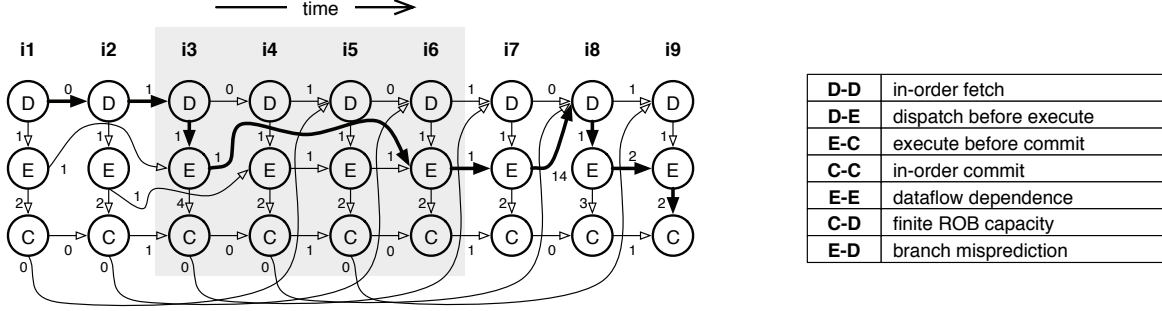 time
i1 i2 i3 i4 i5 i6 i7 i8 i9
D 0 D 1 D 0 D 1 D 0 D 1 D 0 D 1 D
1 1 1 1 1 1 1 1 1
E 1 E 1 E 1 E 1 E 1 E 1 E 14 E 2 E
2 2 4 2 2 2 2 3 2
C 0 C 1 C 0 C 1 C 0 C 1 C 0 C 1 C
0 0 0 0 0
D-D in-order fetch
D-E dispatch before execute
E-C execute before commit
C-C in-order commit
E-E dataflow dependence
C-D finite ROB capacity
E-D branch misprediction